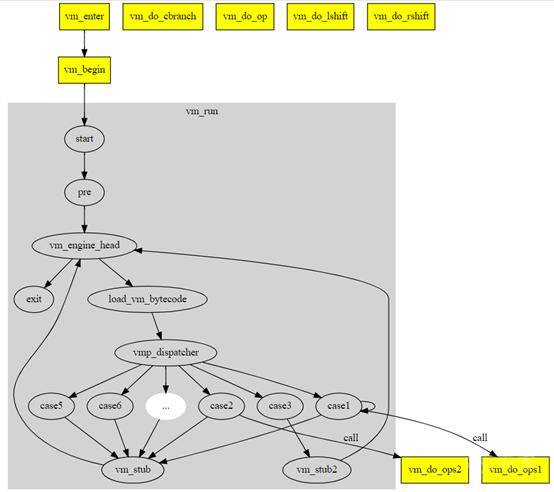 vm_enter vm_do_cbranch vm_do_op vm_do_lshift vm_do_rshift
vm_begin
vm_run
start
pre
vm_engine_head
exit load_vm_bytecode
vmp_dispatcher
case5 case6 ... case2 case3 case1
call call
vm_stub vm_stub2 vm_do_ops2 vm_do_ops1